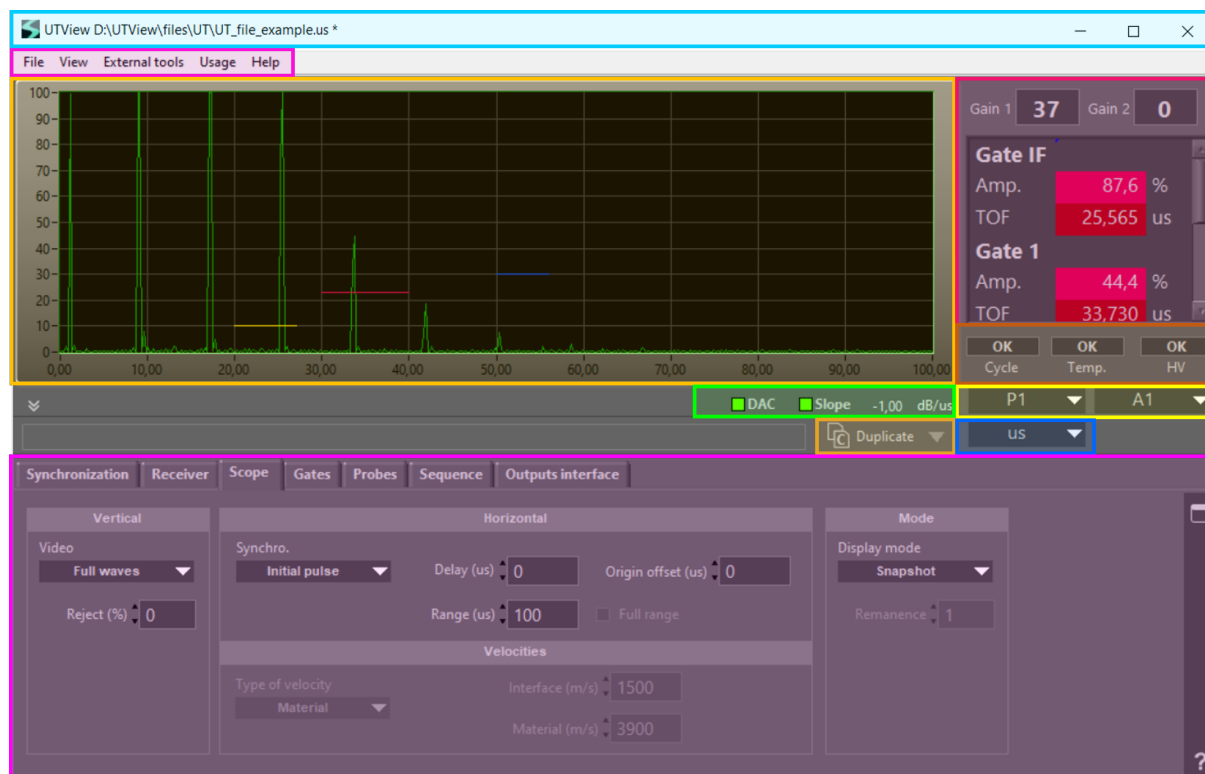 UTView D:\UTView\files\UT\UT_file_example.us *
File View External tools Usage Help
100
90
80
70
60
50
40
30
20
10
0
0,00 10,00 20,00 30,00 40,00 50,00 60,00 70,00 80,00 90,00 100,00
Gain 1 37 Gain 2 0
Gate IF
Amp. 87,6 %
TOF 25,565 us
Gate 1
Amp. 44,4 %
TOF 33,730 us
OK OK OK
Cycle Temp. HV
DAC Slope -1,00 dB/us
P1 A1
C Duplicate
us
Synchronization Receiver Scope Gates Probes Sequence Outputs interface
Vertical
Video
Full waves
Reject (%) 0
Horizontal
Synchro.
Initial pulse
Delay (us) 0 Origin offset (us) 0
Range (us) 100 Full range
Velocities
Type of velocity
Material
Interface (m/s) 1500
Material (m/s) 3900
Mode
Display mode
Snapshot
Remanence 1
?